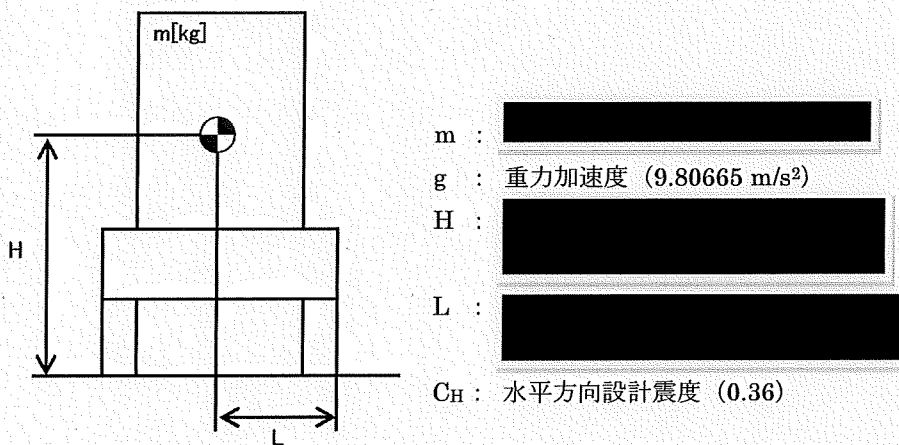 m[kg]
H
L
m :
g : 重力加速度（9.80665 m/s²）
H :
L :
CH : 水平方向設計震度（0.36）